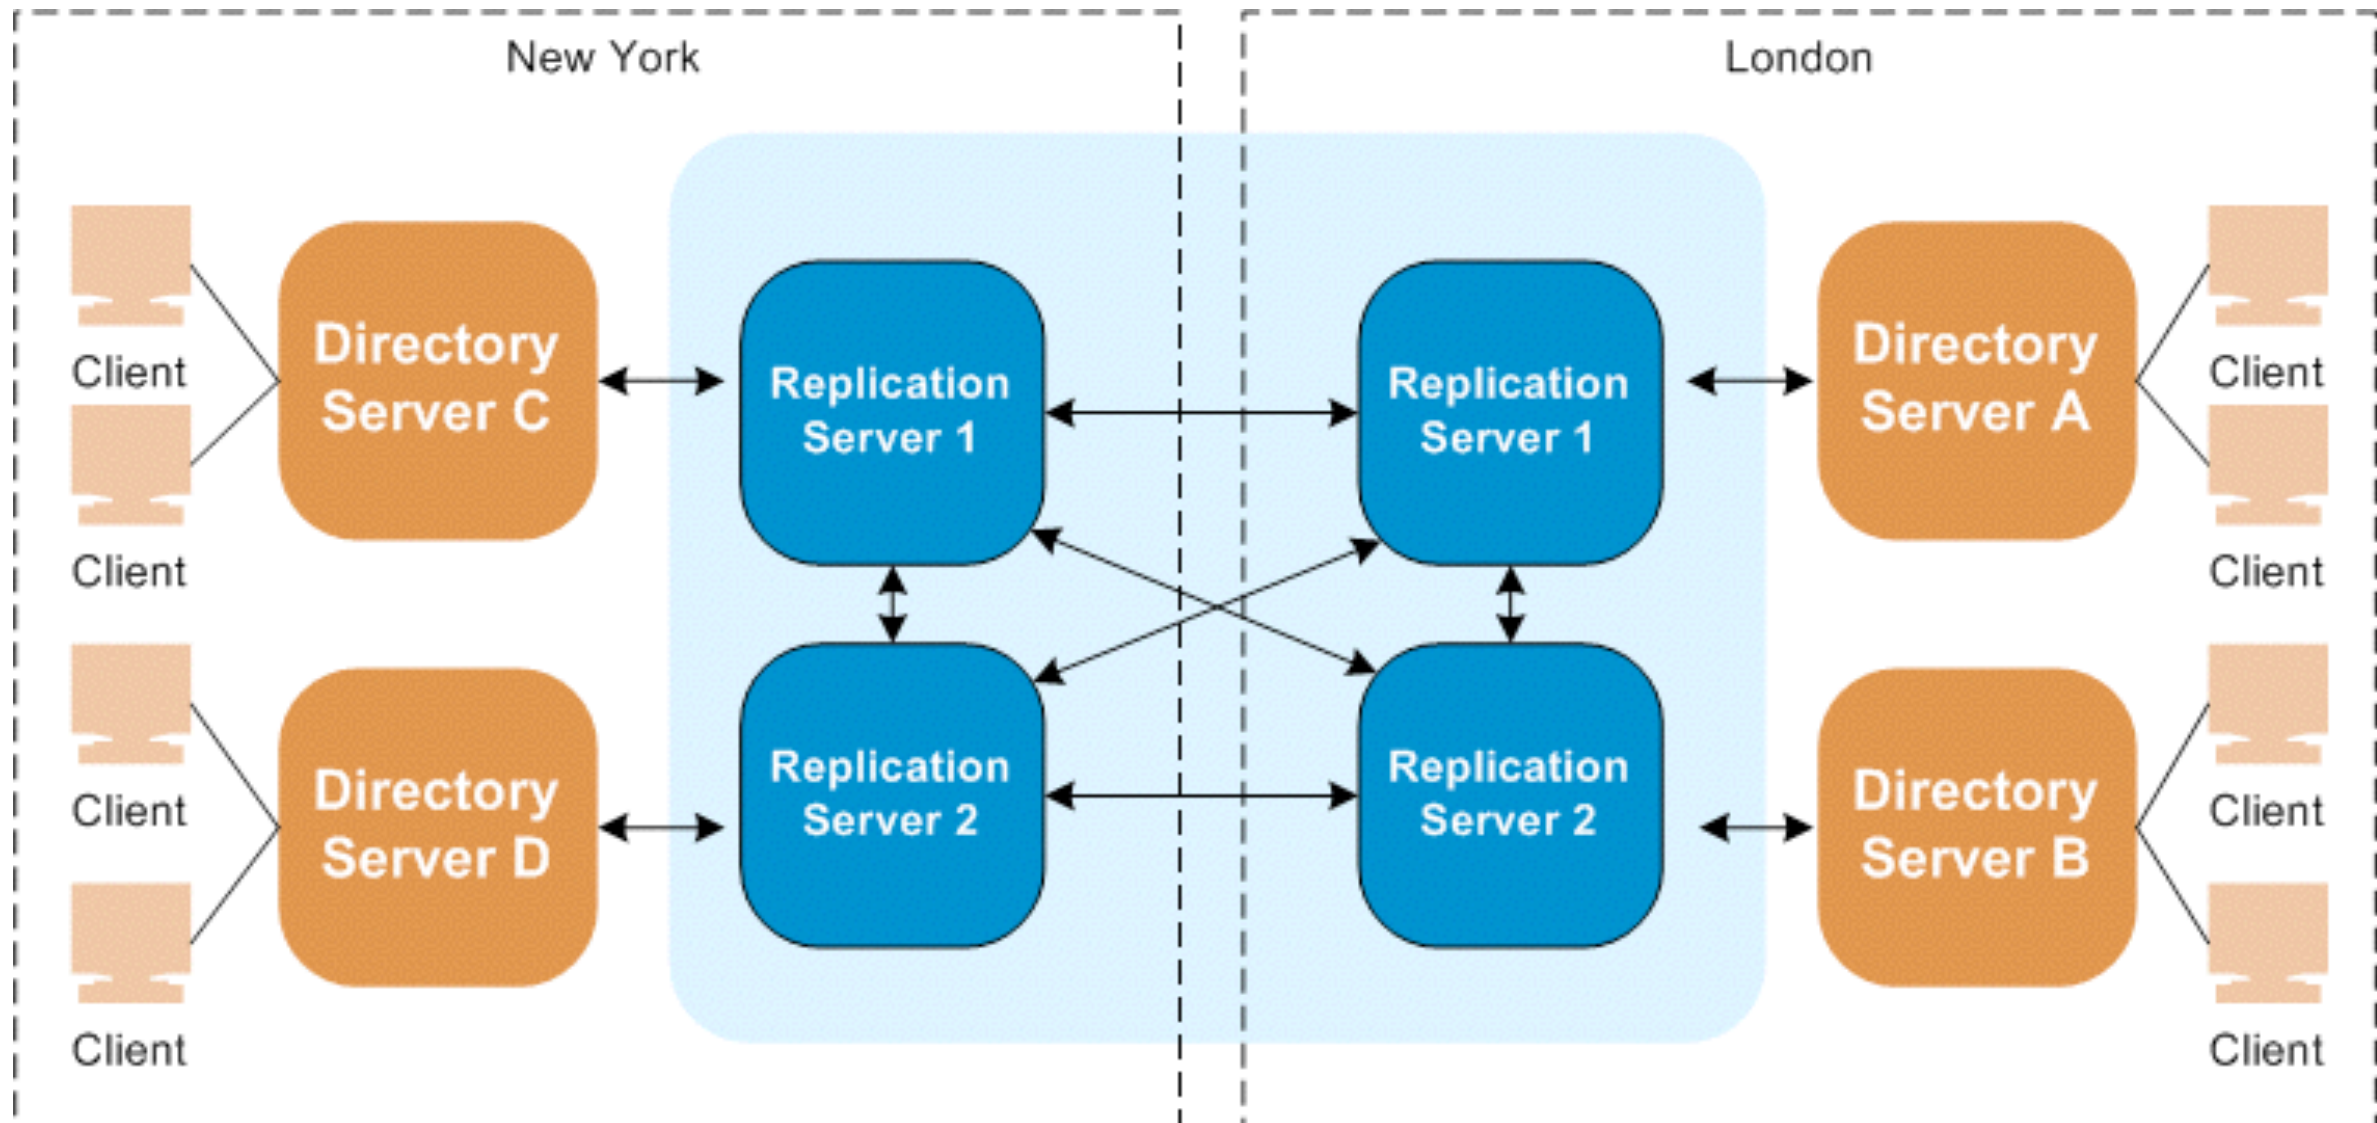 New York
London
Client
Client
Client
Client
Directory
Server C
Directory
Server D
Replication
Server 1
Replication
Server 2
Replication
Server 1
Replication
Server 2
Directory
Server A
Directory
Server B
Client
Client
Client
Client